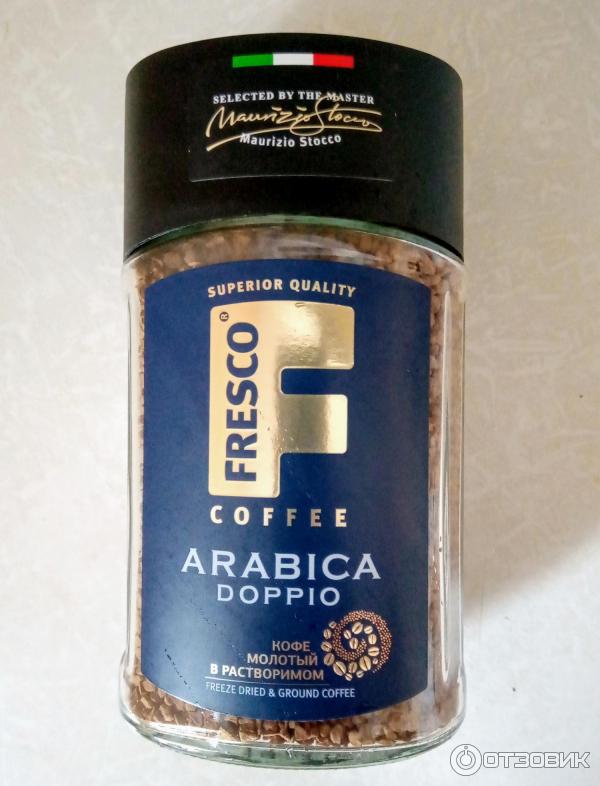 SELECTED BY THE MASTER
Maurizio Stocco
Maurizio Stocco
SUPERIOR QUALITY
FRESCO®
COFFEE
ARABICA
DOPPIO
КОФЕ
МОЛОТЫЙ
В РАСТВОРИМОМ
FREEZE DRIED & GROUND COFFEE
ОТЗОВИК